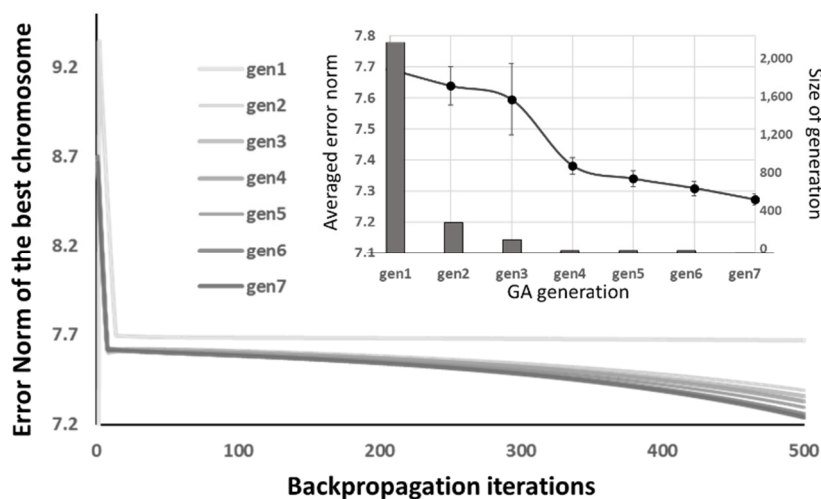 Error Norm of the best chromosome
9.2
8.7
8.2
7.7
7.2
0
100
200
300
400
500
Backpropagation iterations
gen1
gen2
gen3
gen4
gen5
gen6
gen7
Averaged error norm
7.8
7.7
7.6
7.5
7.4
7.3
7.2
7.1
2,000
1,600
1,200
800
400
0
Size of generation
gen1
gen2
gen3
gen4
gen5
gen6
gen7
GA generation